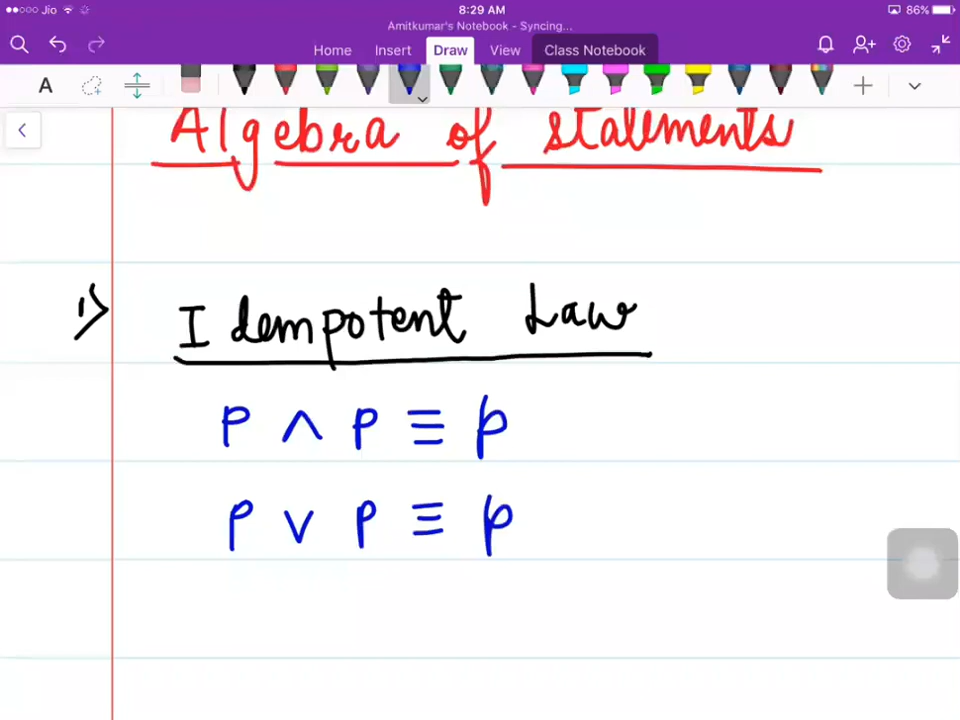 Jio 8:29 AM 86%
Amitkumar's Notebook - Syncing...
Home Insert Draw View Class Notebook
A
Algebra of statements
1) Idempotent Law
p ∧ p ≡ p
p ∨ p ≡ p